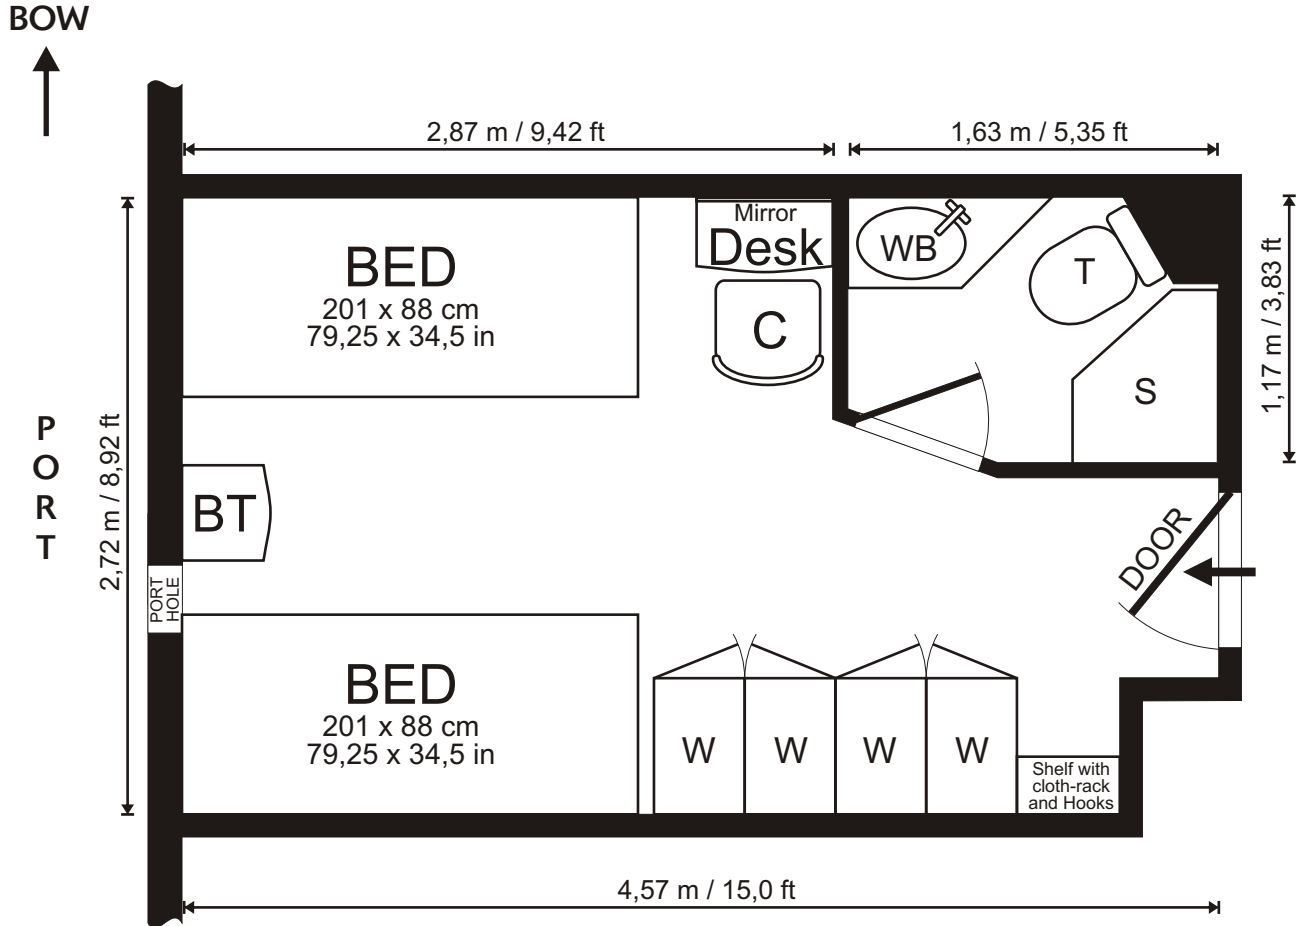 BOW
2,87 m / 9,42 ft
1,63 m / 5,35 ft
Mirror
Desk
WB
T
BED
201 x 88 cm
79,25 x 34,5 in
C
S
1,17 m / 3,83 ft
PORT
2,72 m / 8,92 ft
BT
DOOR
PORT
HOLE
BED
201 x 88 cm
79,25 x 34,5 in
W
W
W
W
Shelf with
cloth-rack
and Hooks
4,57 m / 15,0 ft